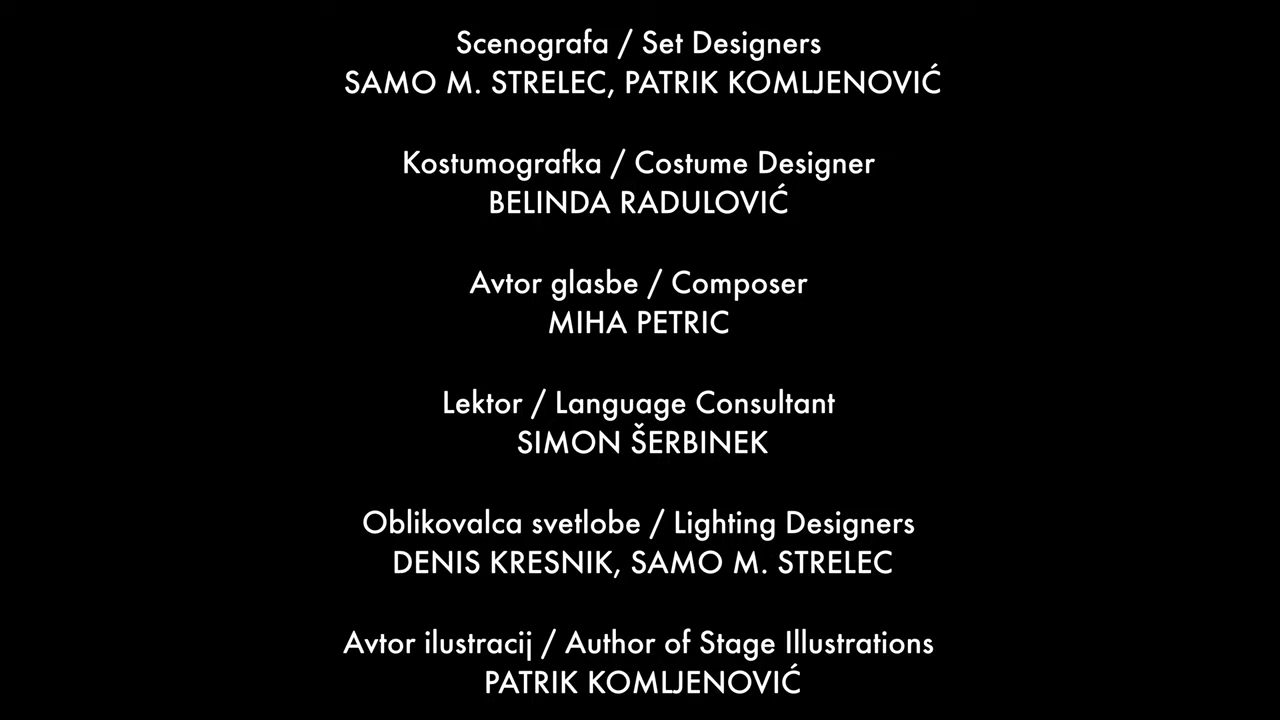 Scenografa / Set Designers
SAMO M. STRELEC, PATRIK KOMLJENOVIĆ
Kostumografka / Costume Designer
BELINDA RADULOVIĆ
Avtor glasbe / Composer
MIHA PETRIC
Lektor / Language Consultant
SIMON ŠERBINEK
Oblikovalca svetlobe / Lighting Designers
DENIS KRESNIK, SAMO M. STRELEC
Avtor ilustracij / Author of Stage Illustrations
PATRIK KOMLJENOVIĆ